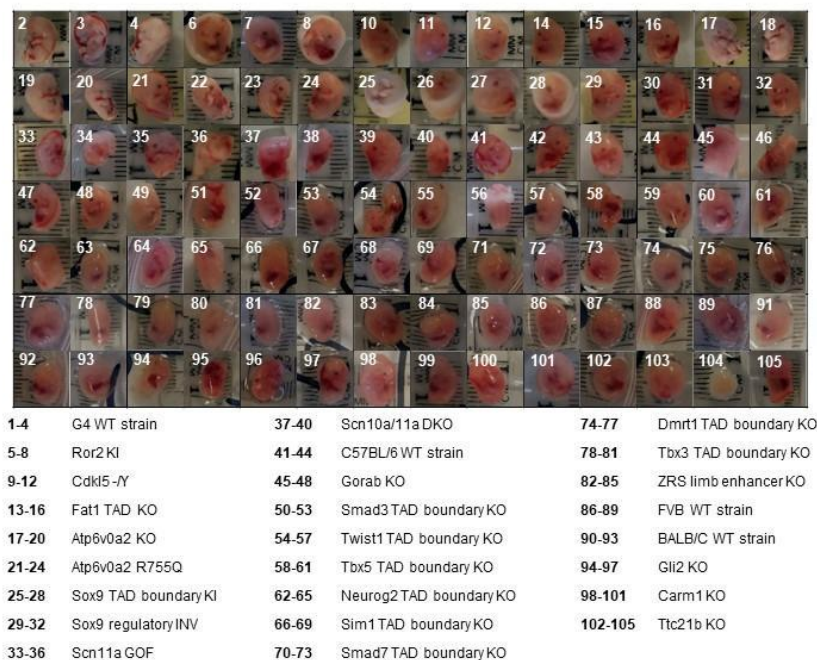 2 3 4 6 7 8 10 11 12 14 15 16 17 18
19 20 21 22 23 24 25 26 27 28 29 30 31 32
33 34 35 36 37 38 39 40 41 42 43 44 45 46
47 48 49 51 52 53 54 55 56 57 58 59 60 61
62 63 64 65 66 67 68 69 71 72 73 74 75 76
77 78 79 80 81 82 83 84 85 86 87 88 89 91
92 93 94 95 96 97 98 99 100 101 102 103 104 105
1-4 G4 WT strain
5-8 Ror2 KI
9-12 Cdkl5 -/Y
13-16 Fat1 TAD KO
17-20 Atp6v0a2 KO
21-24 Atp6v0a2 R755Q
25-28 Sox9 TAD boundary KI
29-32 Sox9 regulatory INV
33-36 Scn11a GOF
37-40 Scn10a/11a DKO
41-44 C57BL/6 WT strain
45-48 Gorab KO
50-53 Smad3 TAD boundary KO
54-57 Twist1 TAD boundary KO
58-61 Tbx5 TAD boundary KO
62-65 Neurog2 TAD boundary KO
66-69 Sim1 TAD boundary KO
70-73 Smad7 TAD boundary KO
74-77 Dmrt1 TAD boundary KO
78-81 Tbx3 TAD boundary KO
82-85 ZRS limb enhancer KO
86-89 FVB WT strain
90-93 BALB/C WT strain
94-97 Gli2 KO
98-101 Carm1 KO
102-105 Ttc21b KO